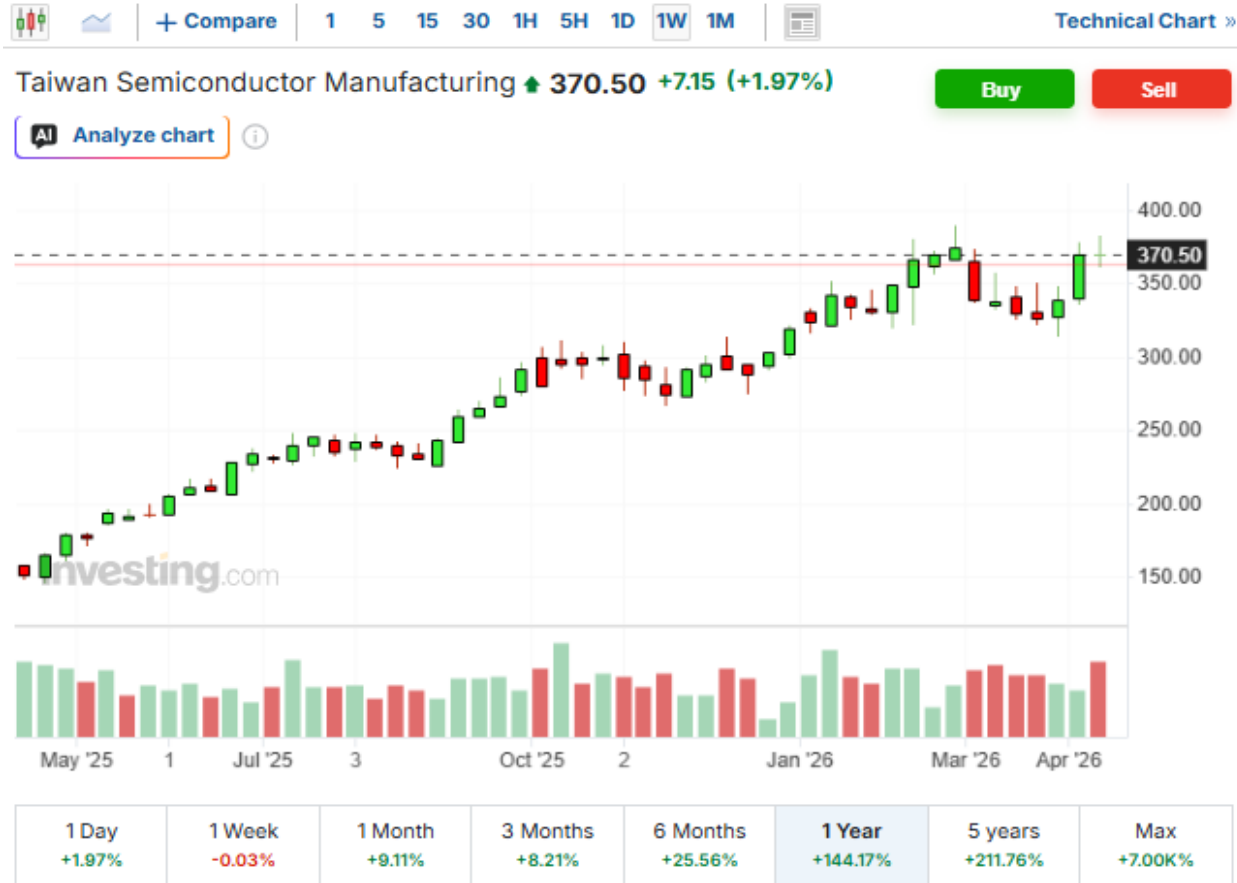 + Compare 1 5 15 30 1H 5H 1D 1W 1M Technical Chart »
Taiwan Semiconductor Manufacturing 370.50 +7.15 (+1.97%)
Buy Sell
AI Analyze chart i
400.00
370.50
350.00
300.00
250.00
200.00
150.00
Investing.com
May '25 1 Jul '25 3 Oct '25 2 Jan '26 Mar '26 Apr '26
1 Day 1 Week 1 Month 3 Months 6 Months 1 Year 5 years Max
+1.97% -0.03% +9.11% +8.21% +25.56% +144.17% +211.76% +7.00K%